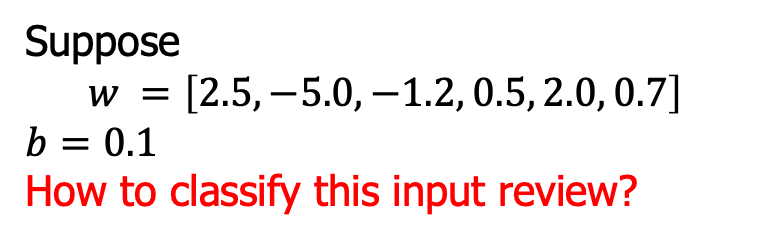 Suppose
w = [2.5, −5.0, −1.2, 0.5, 2.0, 0.7]
b = 0.1
How to classify this input review?